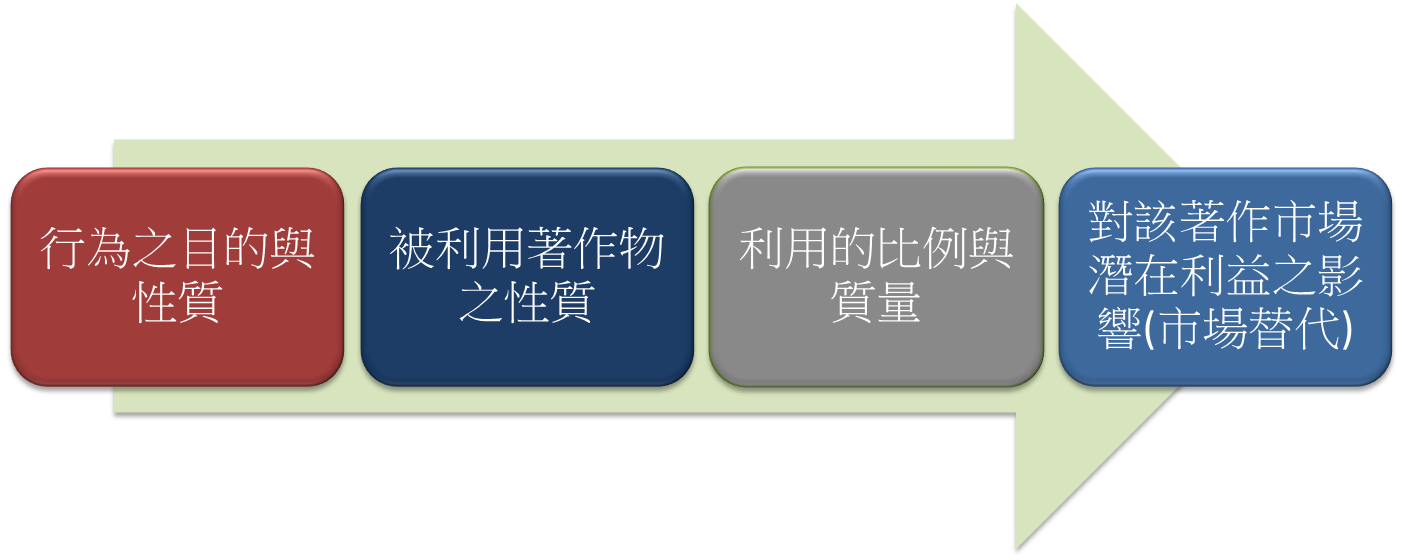 行為之目的與
性質
被利用著作物
之性質
利用的比例與
質量
對該著作市場
潛在利益之影
響(市場替代)